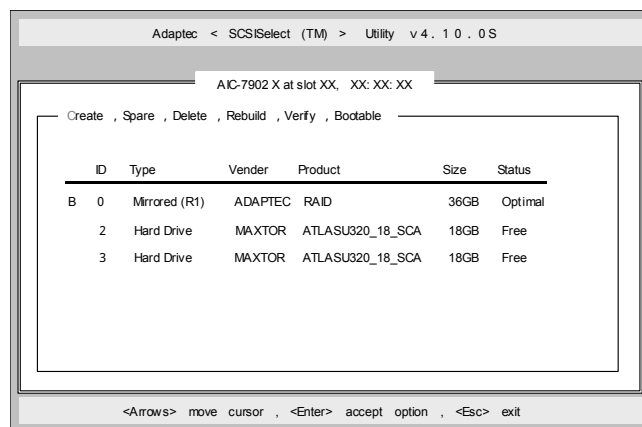 Adaptec < SCSISelect (TM) > Utility v4.10.0S
AIC-7902 X at slot XX, XX: XX: XX
Create , Spare , Delete , Rebuild , Verify , Bootable
ID Type Vender Product Size Status
B 0 Mirrored (R1) ADAPTEC RAID 36GB Optimal
2 Hard Drive MAXTOR ATLASU320_18_SCA 18GB Free
3 Hard Drive MAXTOR ATLASU320_18_SCA 18GB Free
<Arrows> move cursor , <Enter> accept option , <Esc> exit